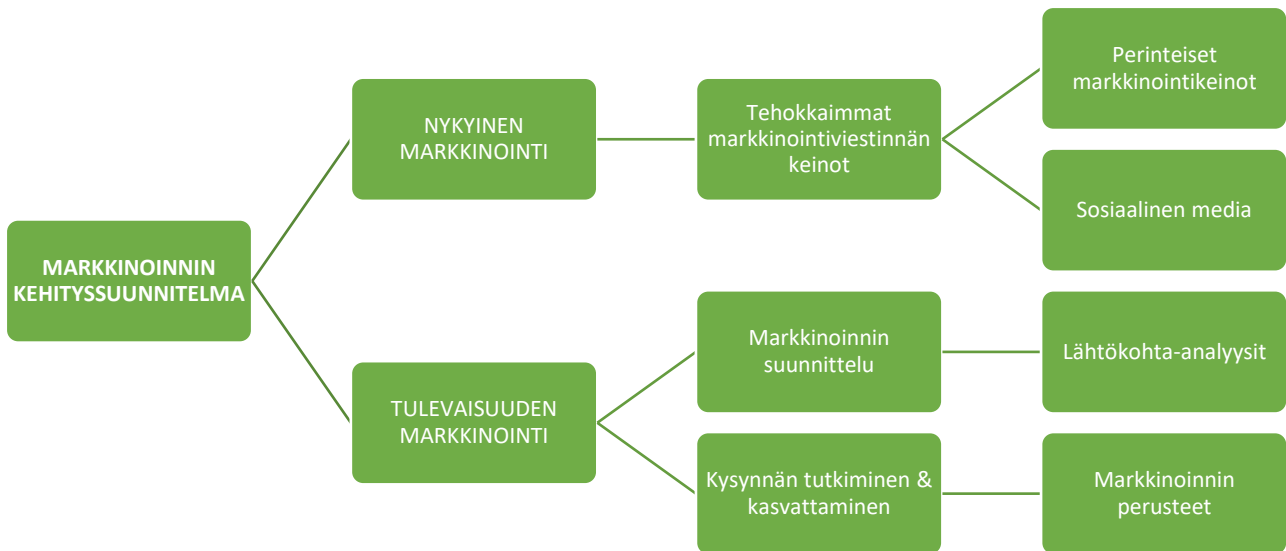 MARKKINOINNIN
KEHITYSSUUNNITELMA
NYKYINEN
MARKKINOINTI
Tehokkaimmat
markkinointiviestinnän
keinot
Perinteiset
markkinointikeinot
Sosiaalinen media
TULEVAISUUDEN
MARKKINOINTI
Markkinoinnin
suunnittelu
Lähtökohta-analyysit
Kysynnän tutkiminen &
kasvattaminen
Markkinoinnin
perusteet